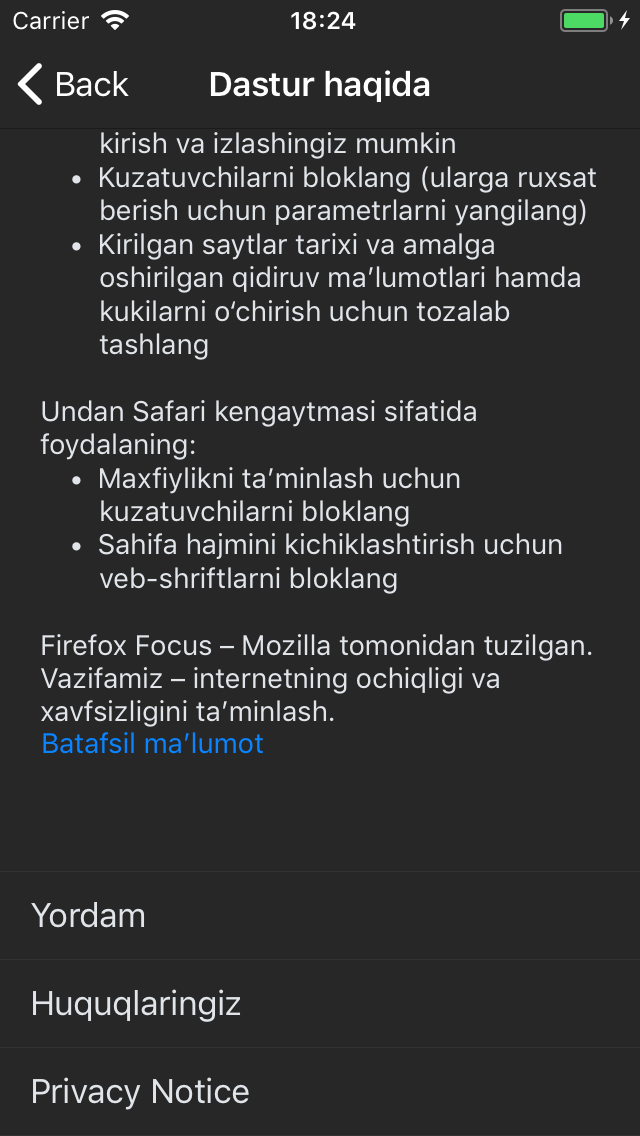 Carrier 18:24
Back Dastur haqida
kirish va izlashingiz mumkin
• Kuzatuvchilarni bloklang (ularga ruxsat
berish uchun parametrlarni yangilang)
• Kirilgan saytlar tarixi va amalga
oshirilgan qidiruv ma’lumotlari hamda
kukilarni o‘chirish uchun tozalab
tashlang
Undan Safari kengaytmasi sifatida
foydalaning:
• Maxfiylikni ta’minlash uchun
kuzatuvchilarni bloklang
• Sahifa hajmini kichiklashtirish uchun
veb-shriftlarni bloklang
Firefox Focus – Mozilla tomonidan tuzilgan.
Vazifamiz – internetning ochiqligi va
xavfsizligini ta’minlash.
Batafsil ma’lumot
Yordam
Huquqlaringiz
Privacy Notice